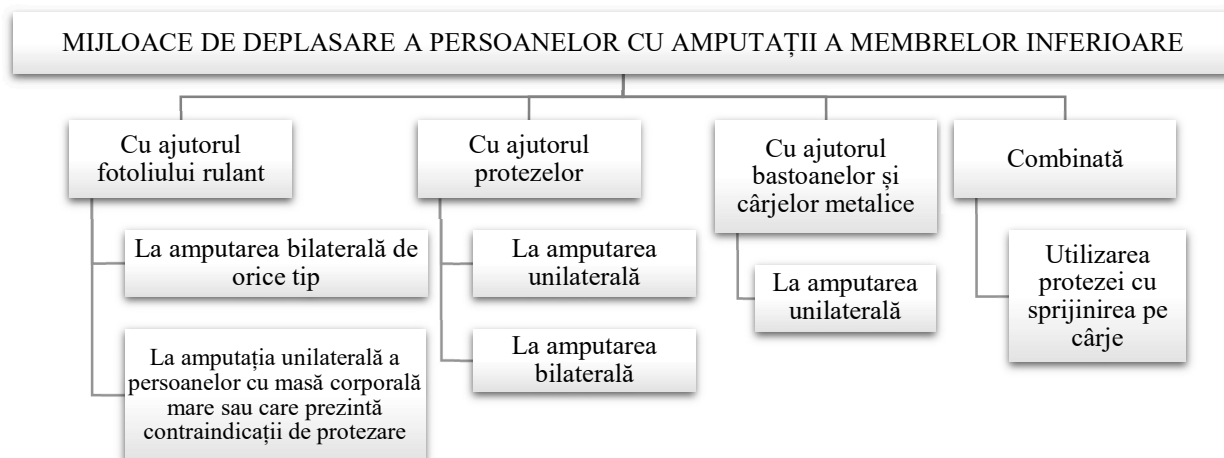 MIJLOACE DE DEPLASARE A PERSOANELOR CU AMPUTAȚII A MEMBRELOR INFERIOARE
Cu ajutorul
fotoliului rulant
La amputarea bilaterală de
orice tip
La amputația unilaterală a
persoanelor cu masă corporală
mare sau care prezintă
contraindicații de protezare
Cu ajutorul
protezelor
La amputarea
unilaterală
La amputarea
bilaterală
Cu ajutorul
bastoanelor și
cârjelor metalice
La amputarea
unilaterală
Combinată
Utilizarea
protezei cu
sprijinirea pe
cârje